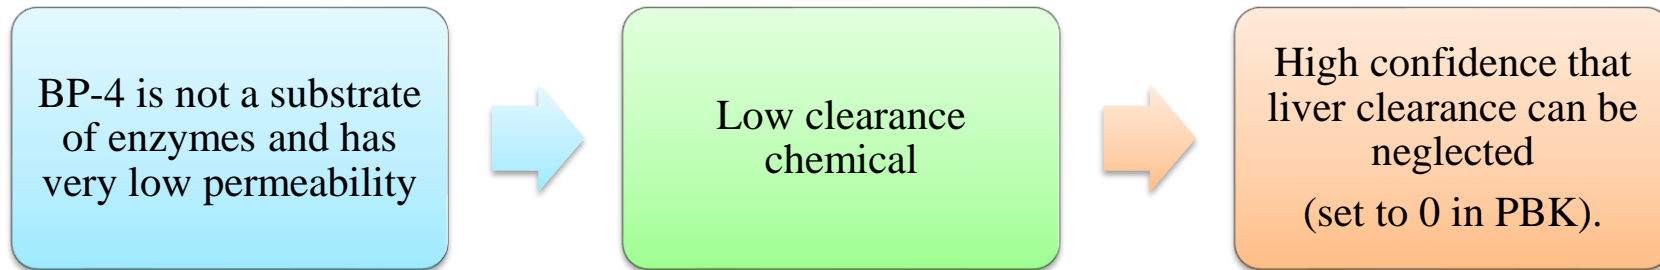 BP-4 is not a substrate
of enzymes and has
very low permeability
Low clearance
chemical
High confidence that
liver clearance can be
neglected
(set to 0 in PBK).